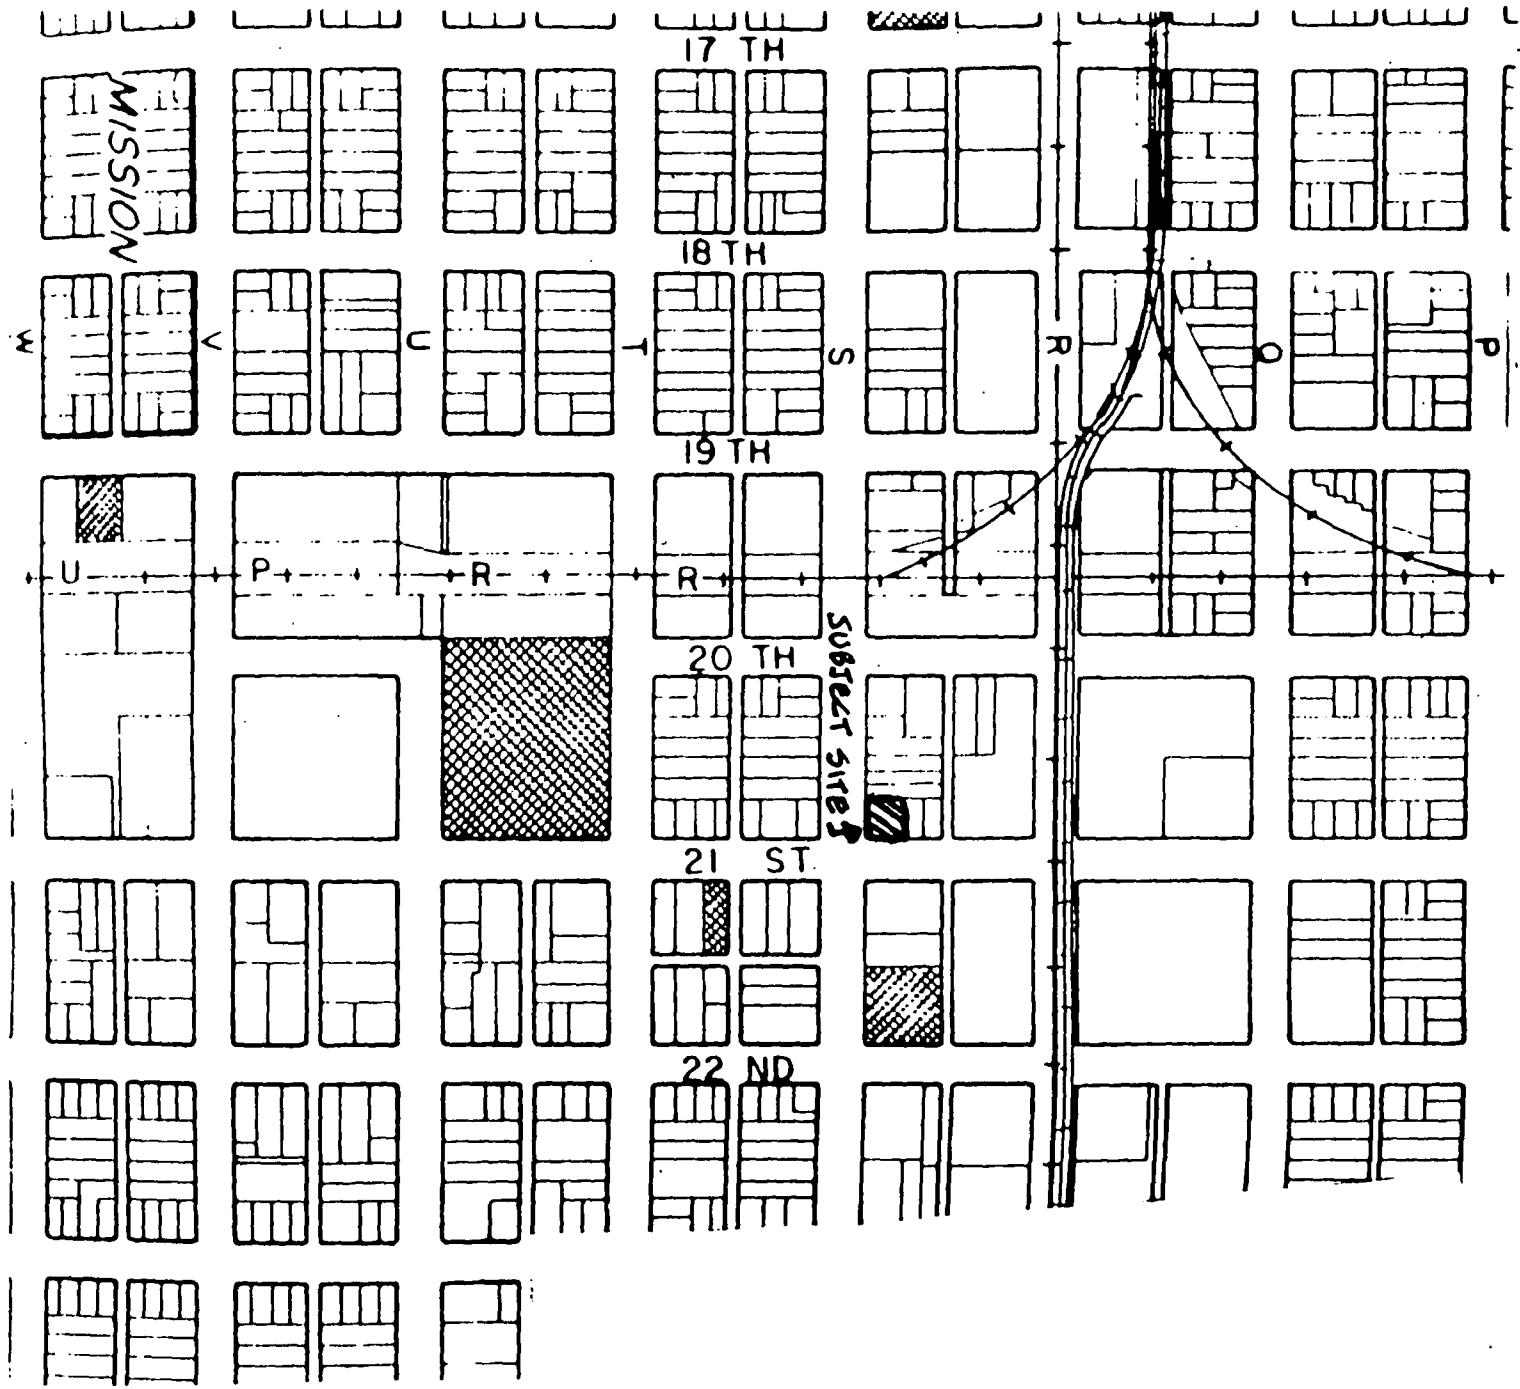 17 TH
MISSION
18 TH
W
V
U
T
S
R
Q
P
19 TH
U P R R
SUBJECT SITE
20 TH
21 ST
22 ND